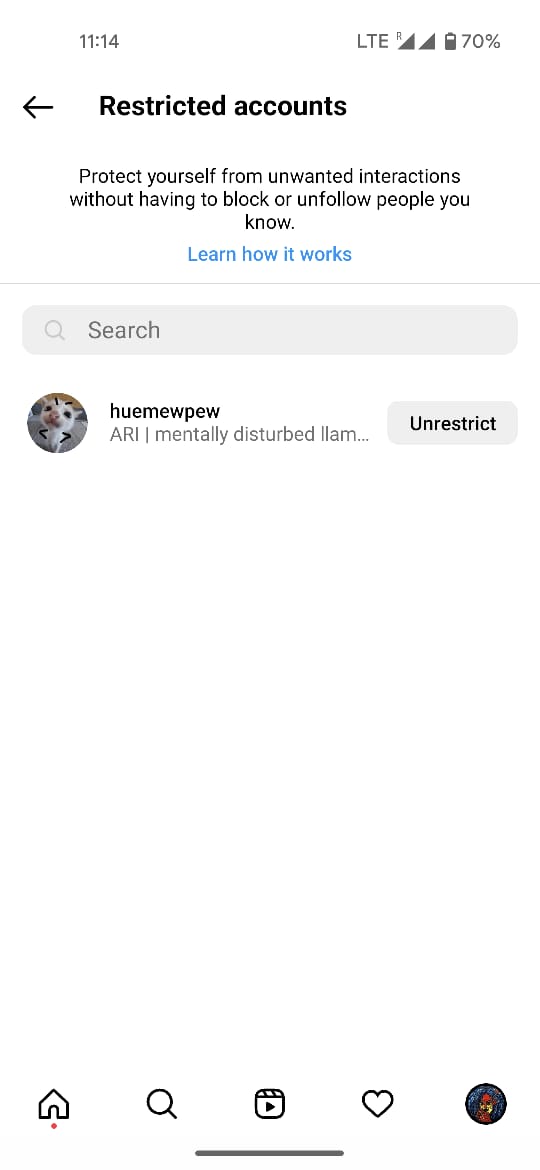 11:14
LTE R 70%
Restricted accounts
Protect yourself from unwanted interactions
without having to block or unfollow people you
know.
Learn how it works
Search
huemewpew
ARI | mentally disturbed llam...
Unrestrict